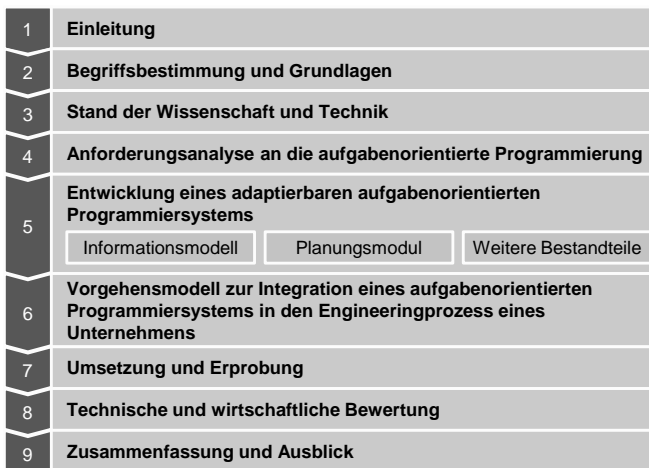 1 Einleitung
2 Begriffsbestimmung und Grundlagen
3 Stand der Wissenschaft und Technik
4 Anforderungsanalyse an die aufgabenorientierte Programmierung
5 Entwicklung eines adaptierbaren aufgabenorientierten
Programmiersystems
Informationsmodell Planungsmodul Weitere Bestandteile
6 Vorgehensmodell zur Integration eines aufgabenorientierten
Programmiersystems in den Engineeringprozess eines
Unternehmens
7 Umsetzung und Erprobung
8 Technische und wirtschaftliche Bewertung
9 Zusammenfassung und Ausblick